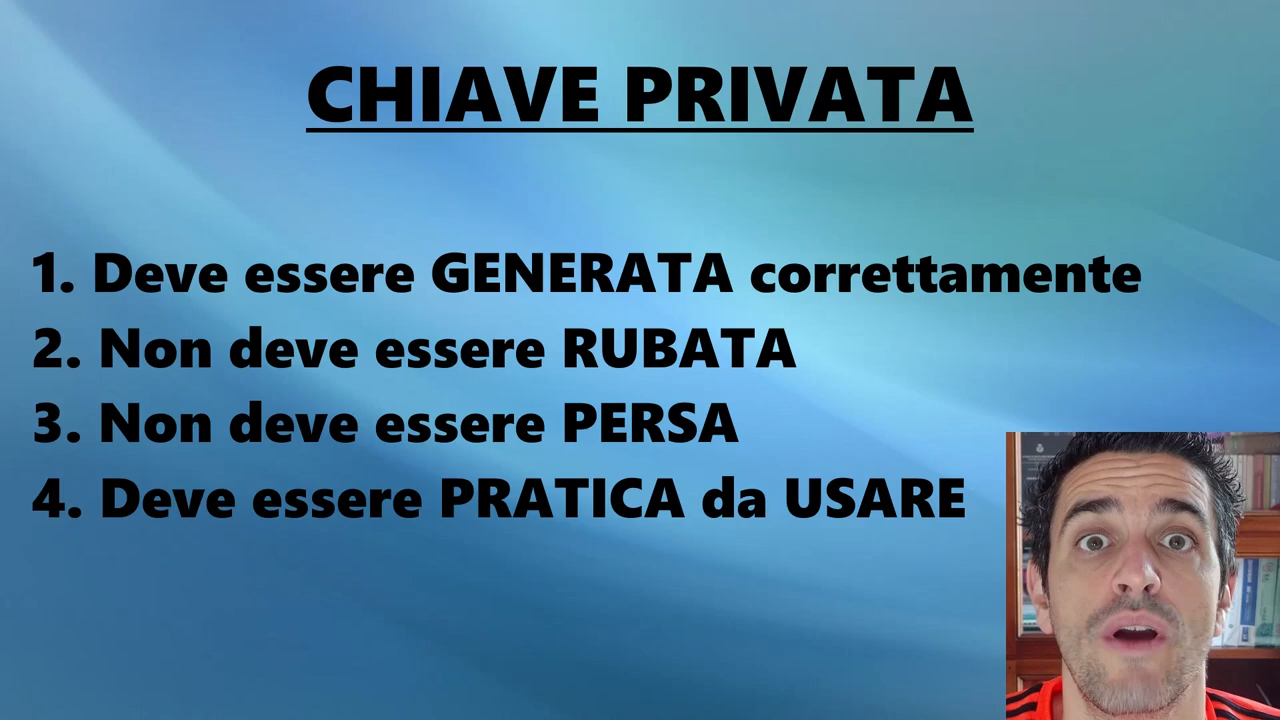 CHIAVE PRIVATA
1. Deve essere GENERATA correttamente
2. Non deve essere RUBATA
3. Non deve essere PERSA
4. Deve essere PRATICA da USARE